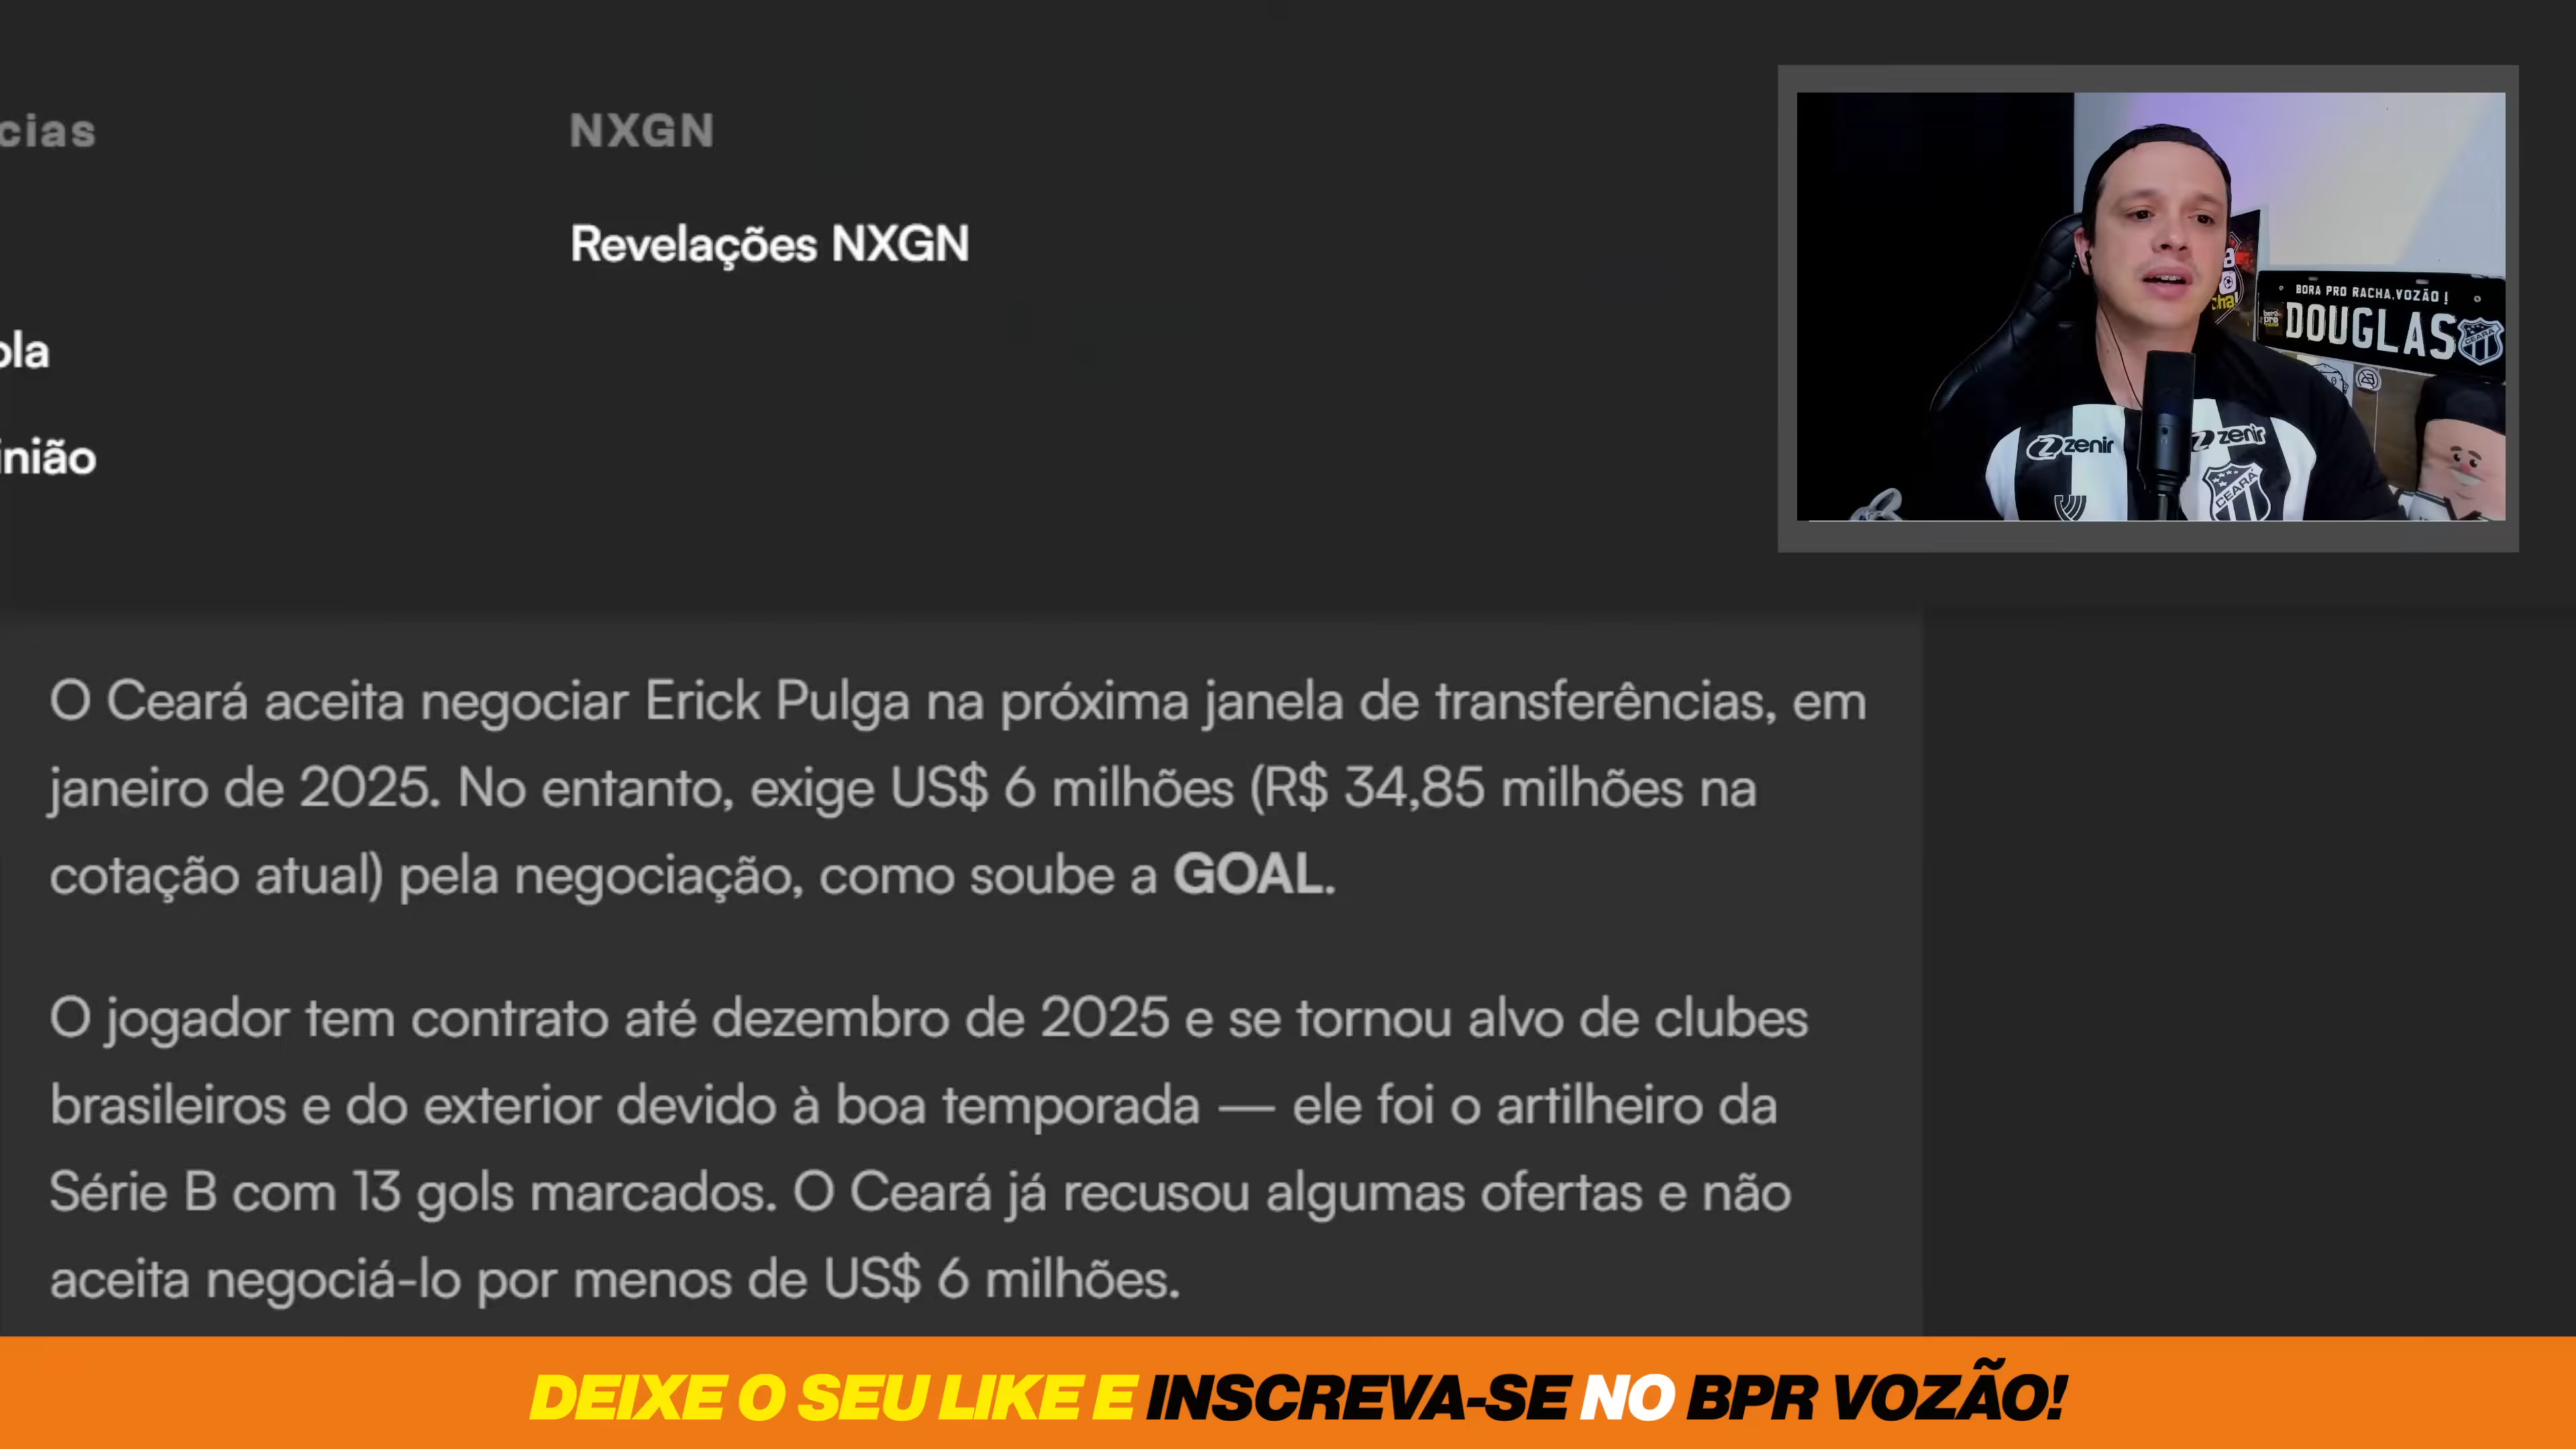 cias
NXGN
Revelações NXGN
ola
inião
BORA PRO RACHA, VOZÃO !
DOUGLAS
CEARÁ
zenir
zenir
CEARÁ
O Ceará aceita negociar Erick Pulga na próxima janela de transferências, em
janeiro de 2025. No entanto, exige US$ 6 milhões (R$ 34,85 milhões na
cotação atual) pela negociação, como soube a GOAL.
O jogador tem contrato até dezembro de 2025 e se tornou alvo de clubes
brasileiros e do exterior devido à boa temporada — ele foi o artilheiro da
Série B com 13 gols marcados. O Ceará já recusou algumas ofertas e não
aceita negociá-lo por menos de US$ 6 milhões.
DEIXE O SEU LIKE E INSCREVA-SE NO BPR VOZÃO!